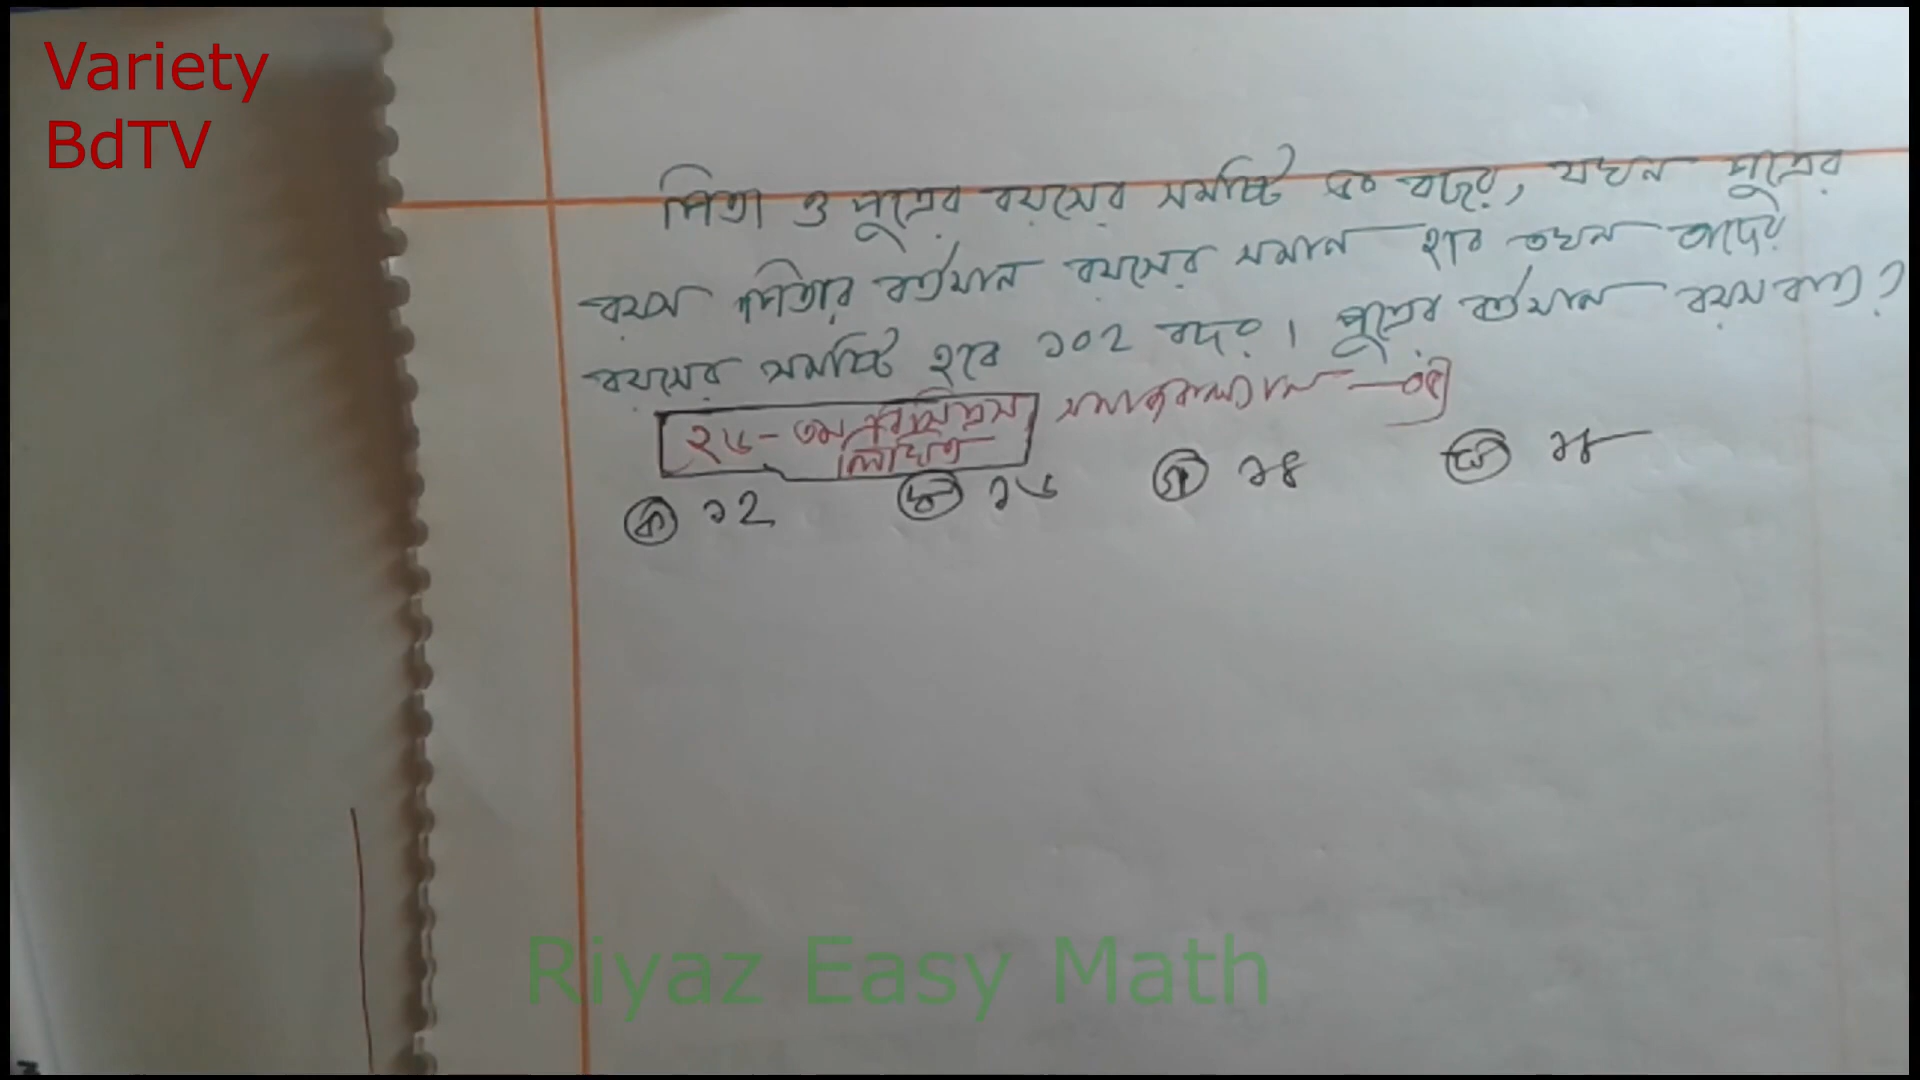 Variety
BdTV
পিতা ও পুত্রের বয়সের সমষ্টি ৫০ বছর, যখন পুত্রের
বয়স পিতার বর্তমান বয়সের সমান হবে তখন তাদের
বয়সের সমষ্টি হবে ১০২ বছর। পুত্রের বর্তমান বয়স কত?
২৬-তম বিসিএস
লিখিত
ক ১২ খ ১৬ গ ১৪ ঘ ১৮
Riyaz Easy Math